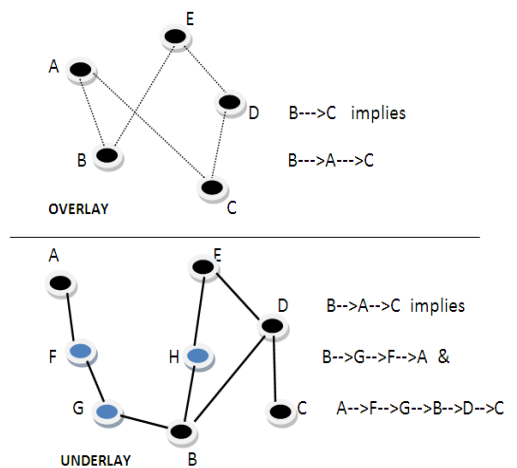 E
A
D
B--->C implies
B
B--->A--->C
C
OVERLAY
A
E
D
B-->A-->C implies
F
H
B-->G-->F-->A &
G
C
A-->F-->G-->B-->D-->C
B
UNDERLAY